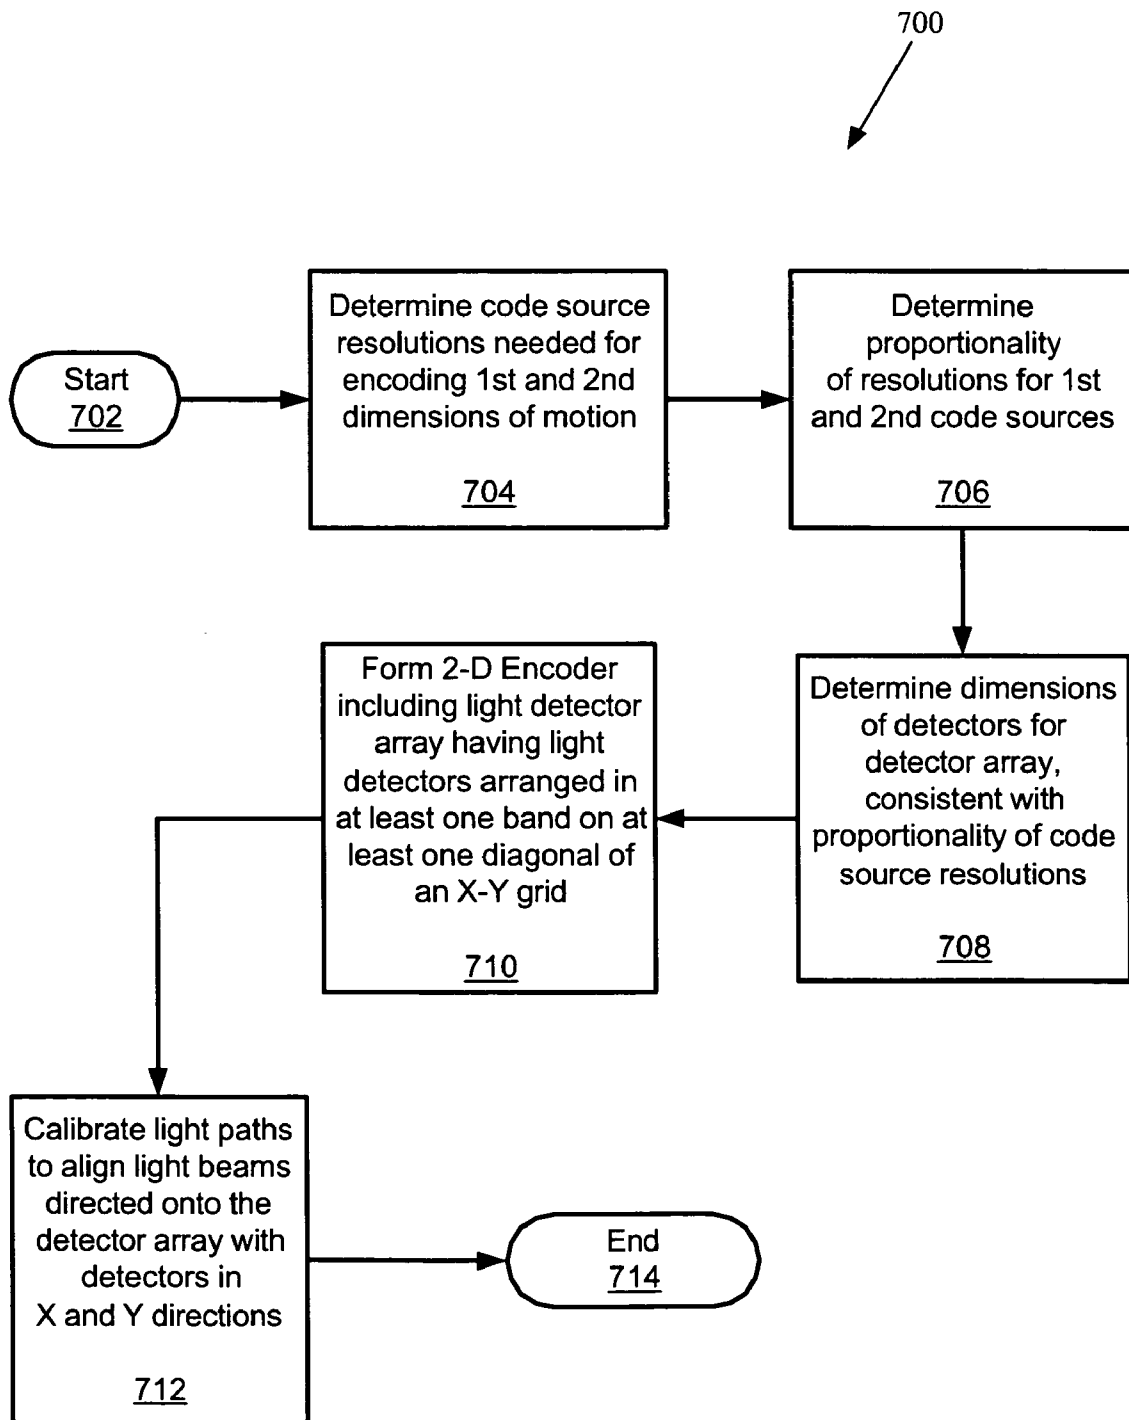 700
Start
702
Determine code source
resolutions needed for
encoding 1st and 2nd
dimensions of motion
704
Determine
proportionality
of resolutions for 1st
and 2nd code sources
706
Determine dimensions
of detectors for
detector array,
consistent with
proportionality of code
source resolutions
708
Form 2-D Encoder
including light detector
array having light
detectors arranged in
at least one band on at
least one diagonal of
an X-Y grid
710
Calibrate light paths
to align light beams
directed onto the
detector array with
detectors in
X and Y directions
712
End
714